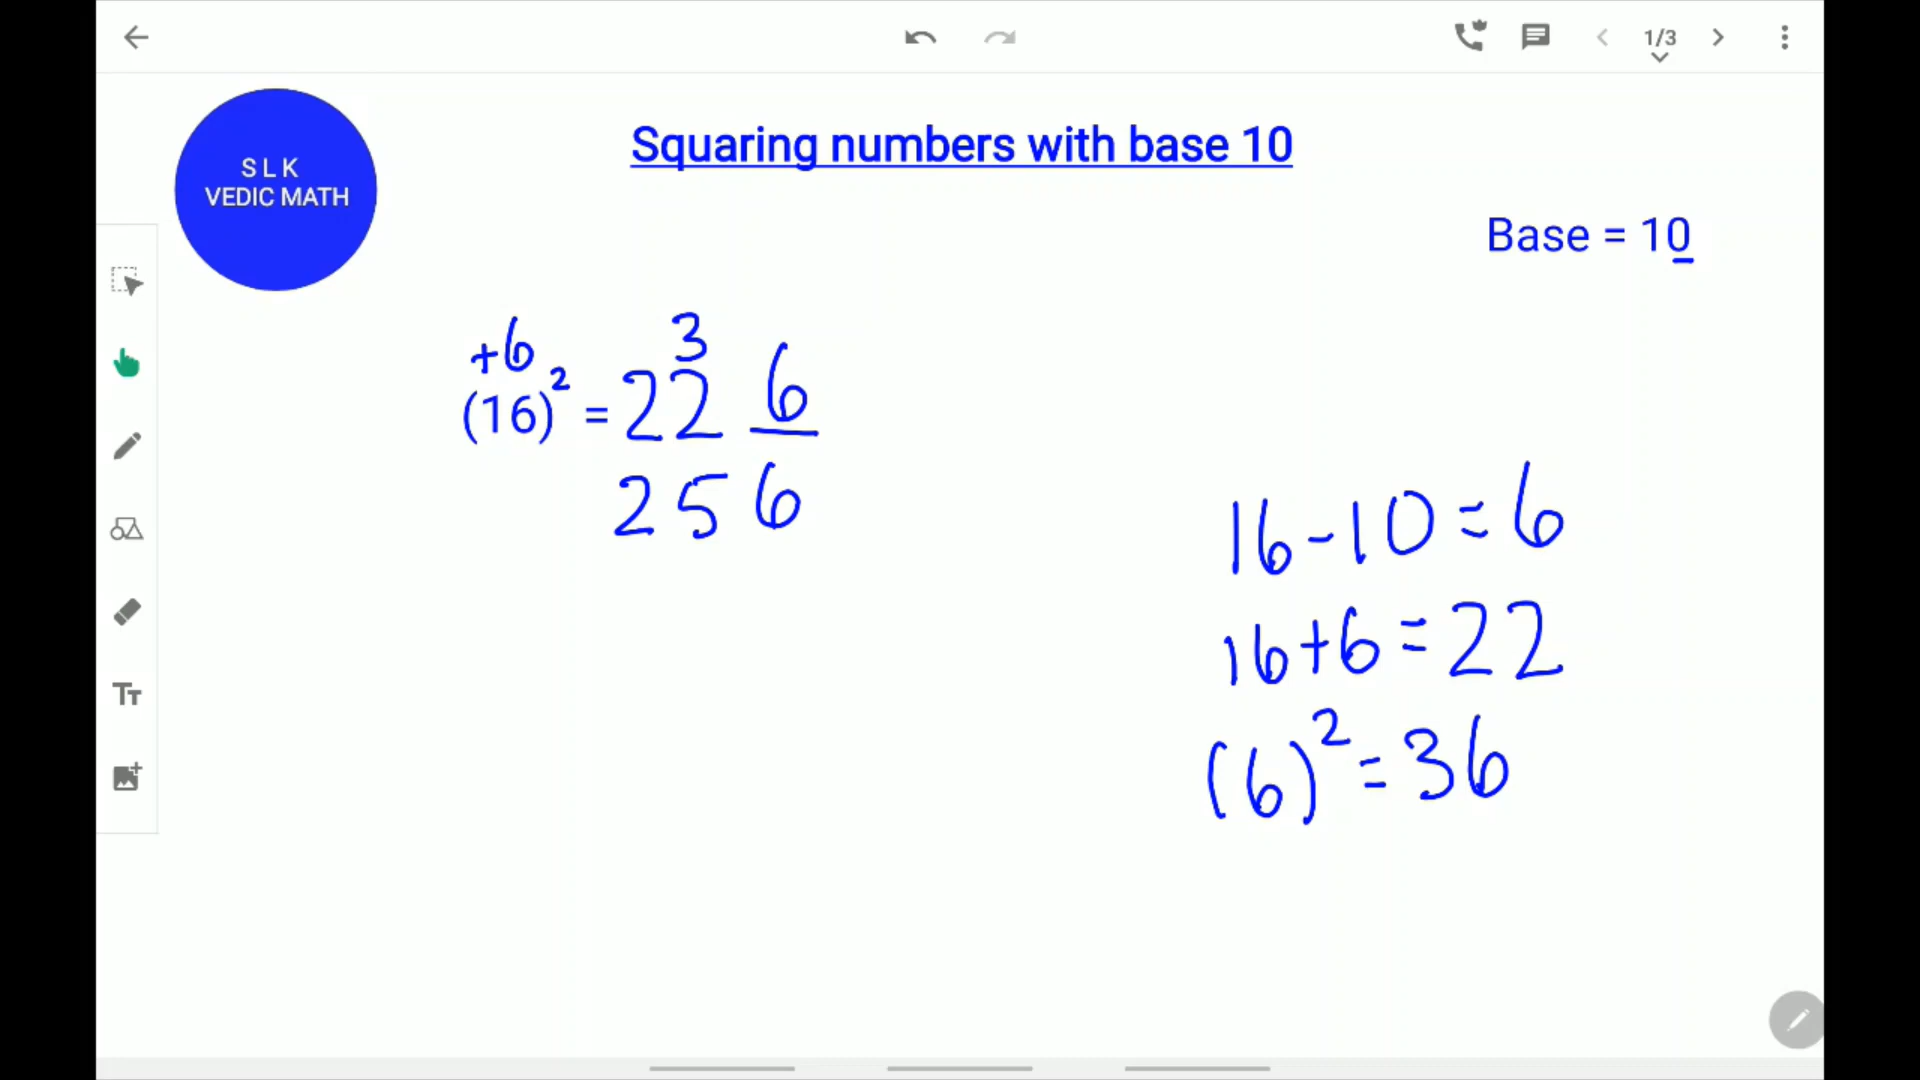 1/3
S L K
VEDIC MATH
Squaring numbers with base 10
Base = 10
+6 3
(16)² = 22 6
256
16-10=6
16+6=22
(6)²=36
Tт